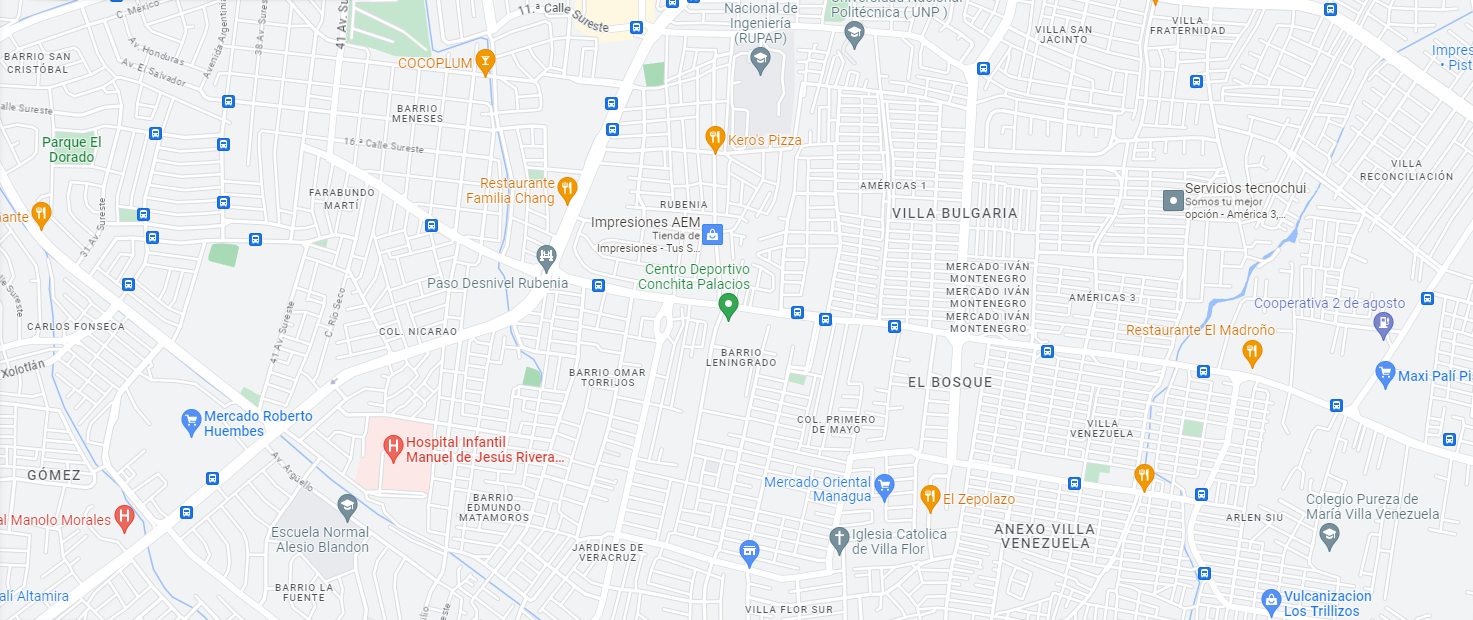 C. México
Av. Honduras
Av. El Salvador
Avenida Argentina
38 Av. Sures
41 Av. S
11.ª Calle Sureste
Nacional de
Ingeniería
(RUPAP)
Politécnica ( UNP )
VILLA SAN
JACINTO
VILLA
FRATERNIDAD
Impres
• Pist
BARRIO SAN
CRISTÓBAL
COCOPLUM
BARRIO
MENESES
alle Sureste
16.ª Calle Sureste
Parque El
Dorado
Kero's Pizza
VILLA
RECONCILIACIÓN
Restaurante
Familia Chang
FARABUNDO
MARTÍ
AMÉRICAS 1
Servicios tecnochui
Somos tu mejor
opción - América 3,...
31 Av. Sureste
ante
RUBENIA
VILLA BULGARIA
Impresiones AEM
Tienda de
Impresiones - Tus S...
Centro Deportivo
Conchita Palacios
Paso Desnivel Rubenia
MERCADO IVÁN
MONTENEGRO
MERCADO IVÁN
MONTENEGRO
MERCADO IVÁN
MONTENEGRO
AMÉRICAS 3
Cooperativa 2 de agosto
Restaurante El Madroño
CARLOS FONSECA
41 Av. Sureste
C. Río Seco
COL. NICARAO
Xolotlán
BARRIO
LENINGRADO
BARRIO OMAR
TORRIJOS
EL BOSQUE
Maxi Palí Pi
Mercado Roberto
Huembes
COL. PRIMERO
DE MAYO
VILLA
VENEZUELA
Hospital Infantil
Manuel de Jesús Rivera...
GÓMEZ
Av. Argüello
Mercado Oriental
Managua
El Zepolazo
BARRIO
EDMUNDO
MATAMOROS
Colegio Pureza de
María Villa Venezuela
ARLEN SIU
al Manolo Morales
Escuela Normal
Alesio Blandon
Iglesia Catolica
de Villa Flor
ANEXO VILLA
VENEZUELA
JARDINES DE
VERACRUZ
BARRIO LA
FUENTE
alí Altamira
VILLA FLOR SUR
Vulcanizacion
Los Trillizos